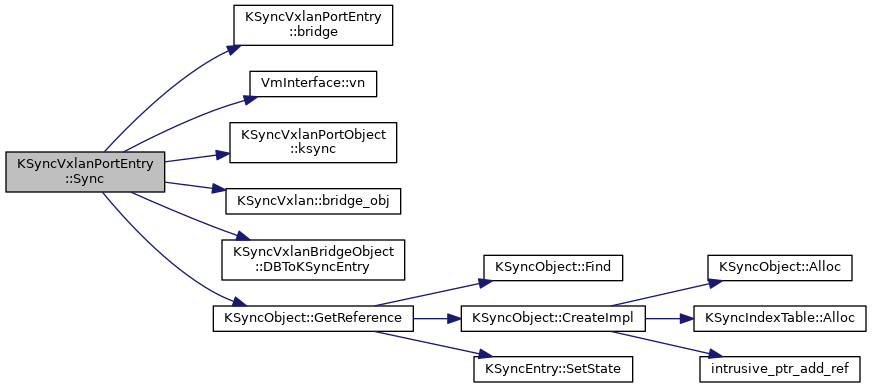 KSyncVxlanPortEntry
::Sync
KSyncVxlanPortEntry
::bridge
VmInterface::vn
KSyncVxlanPortObject
::ksync
KSyncVxlan::bridge_obj
KSyncVxlanBridgeObject
::DBToKSyncEntry
KSyncObject::GetReference
KSyncObject::Find
KSyncObject::CreateImpl
KSyncEntry::SetState
KSyncObject::Alloc
KSyncIndexTable::Alloc
intrusive_ptr_add_ref